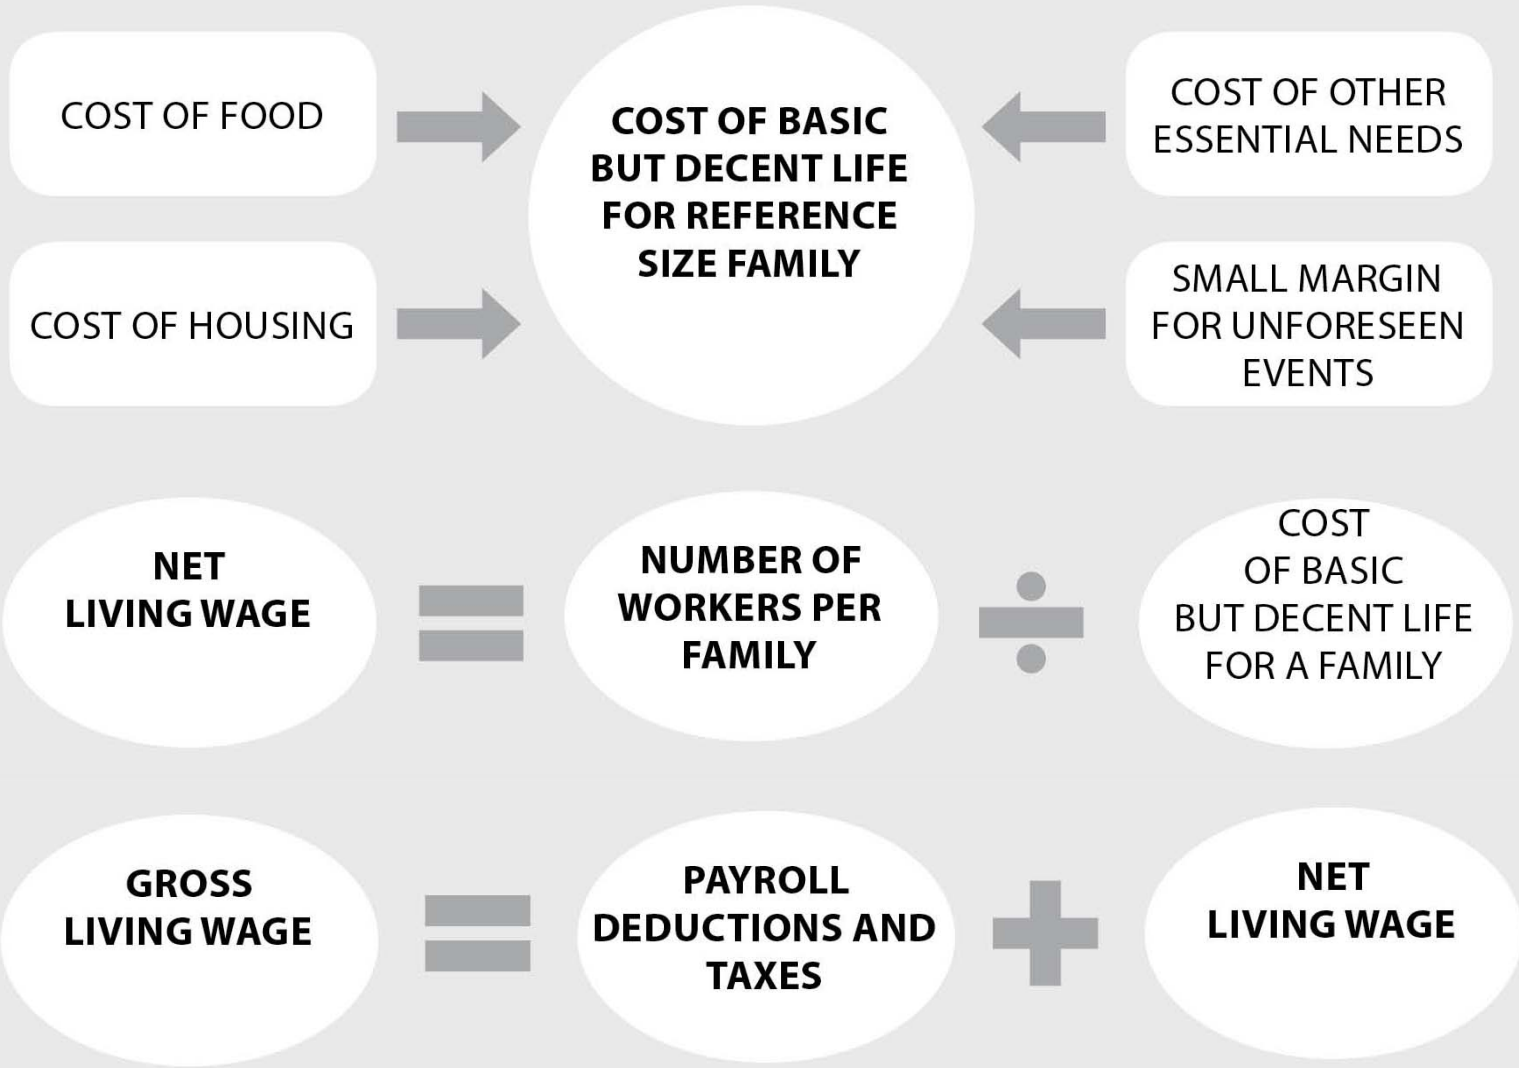 COST OF FOOD
COST OF HOUSING
COST OF BASIC
BUT DECENT LIFE
FOR REFERENCE
SIZE FAMILY
COST OF OTHER
ESSENTIAL NEEDS
SMALL MARGIN
FOR UNFORESEEN
EVENTS
NET
LIVING WAGE
=
NUMBER OF
WORKERS PER
FAMILY
÷
COST
OF BASIC
BUT DECENT LIFE
FOR A FAMILY
GROSS
LIVING WAGE
=
PAYROLL
DEDUCTIONS AND
TAXES
+
NET
LIVING WAGE